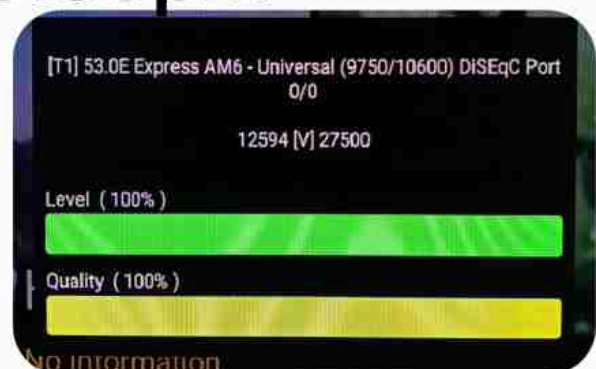 [T1] 53.0E Express AM6 - Universal (9750/10600) DiSEqC Port
0/0
12594 [V] 27500
Level ( 100% )
Quality ( 100% )
No information